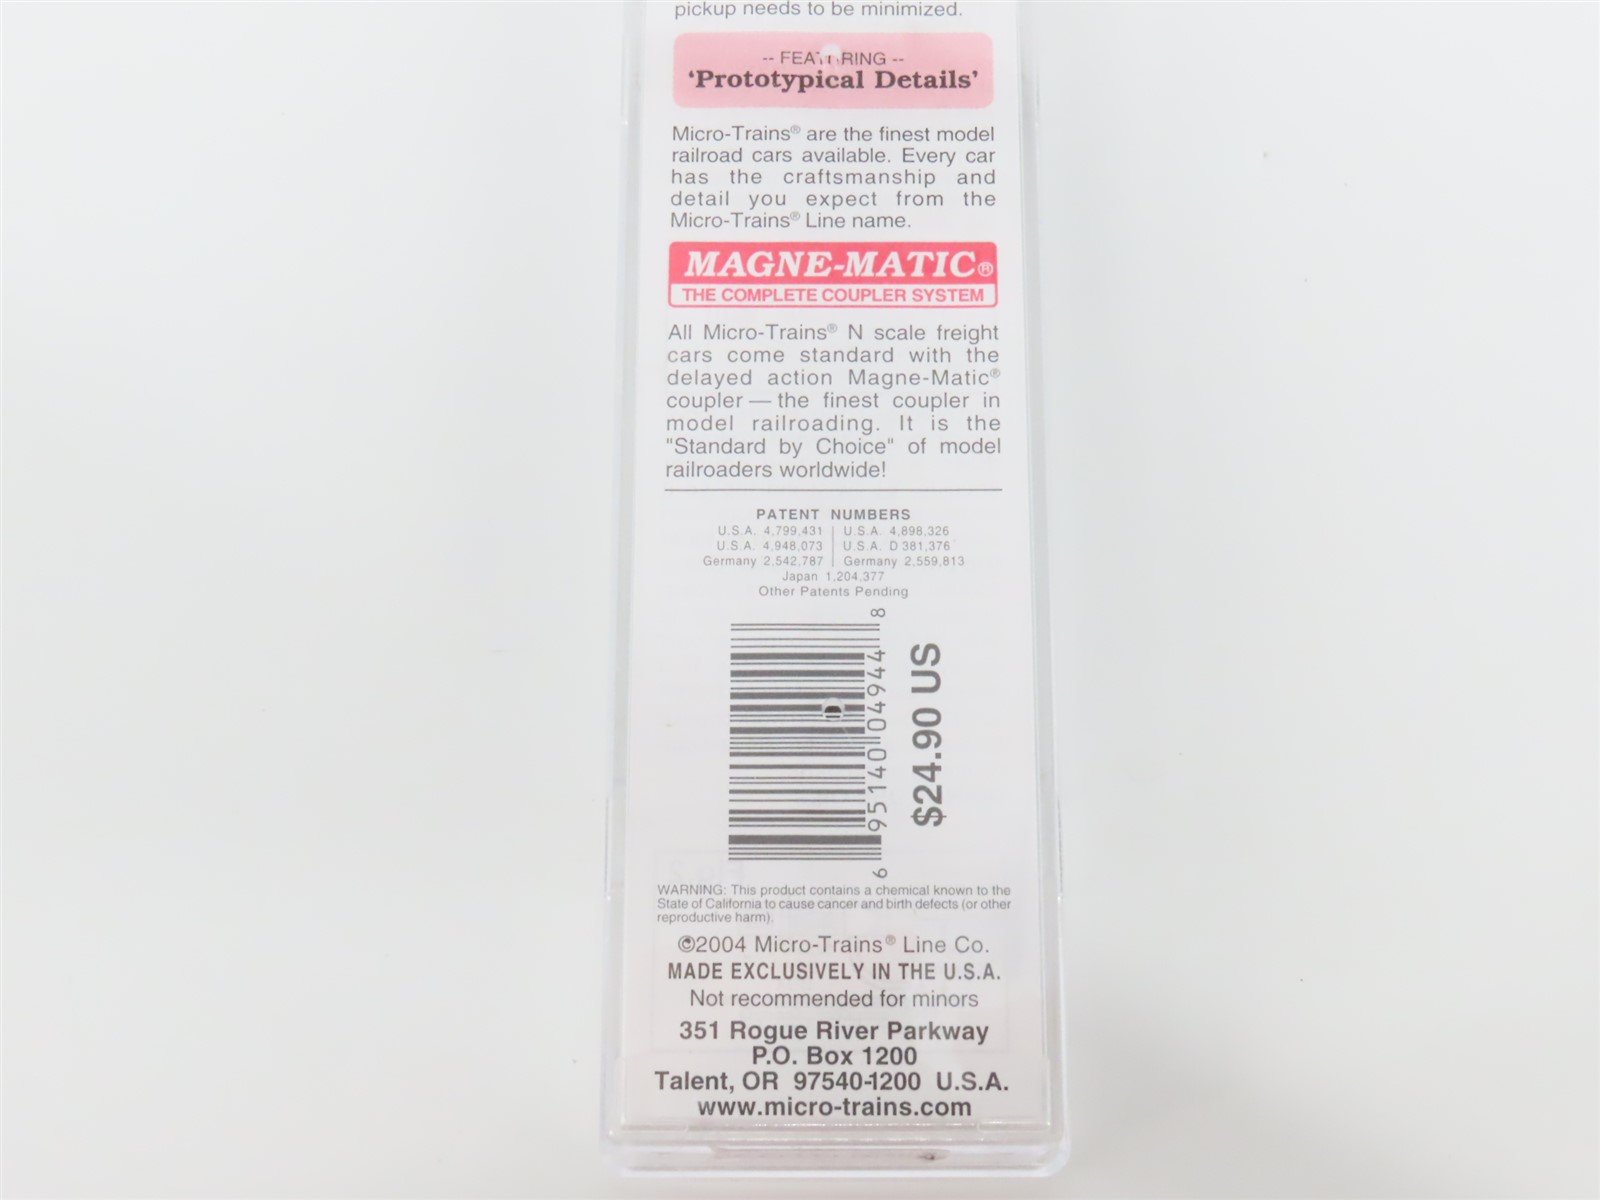 pickup needs to be minimized.
-- FEATURING --
‘Prototypical Details’
Micro-Trains® are the finest model
railroad cars available. Every car
has the craftsmanship and
detail you expect from the
Micro-Trains® Line name.
MAGNE-MATIC®
THE COMPLETE COUPLER SYSTEM
All Micro-Trains® N scale freight
cars come standard with the
delayed action Magne-Matic®
coupler — the finest coupler in
model railroading. It is the
"Standard by Choice" of model
railroaders worldwide!
PATENT NUMBERS
U.S.A. 4,799,431 | U.S.A. 4,898,326
U.S.A. 4,948,073 | U.S.A. D 381,376
Germany 2,542,787 | Germany 2,559,813
Japan 1,204,377
Other Patents Pending
6 95140 04944 8
$24.90 US
WARNING: This product contains a chemical known to the
State of California to cause cancer and birth defects (or other
reproductive harm).
©2004 Micro-Trains® Line Co.
MADE EXCLUSIVELY IN THE U.S.A.
Not recommended for minors
351 Rogue River Parkway
P.O. Box 1200
Talent, OR 97540-1200 U.S.A.
www.micro-trains.com